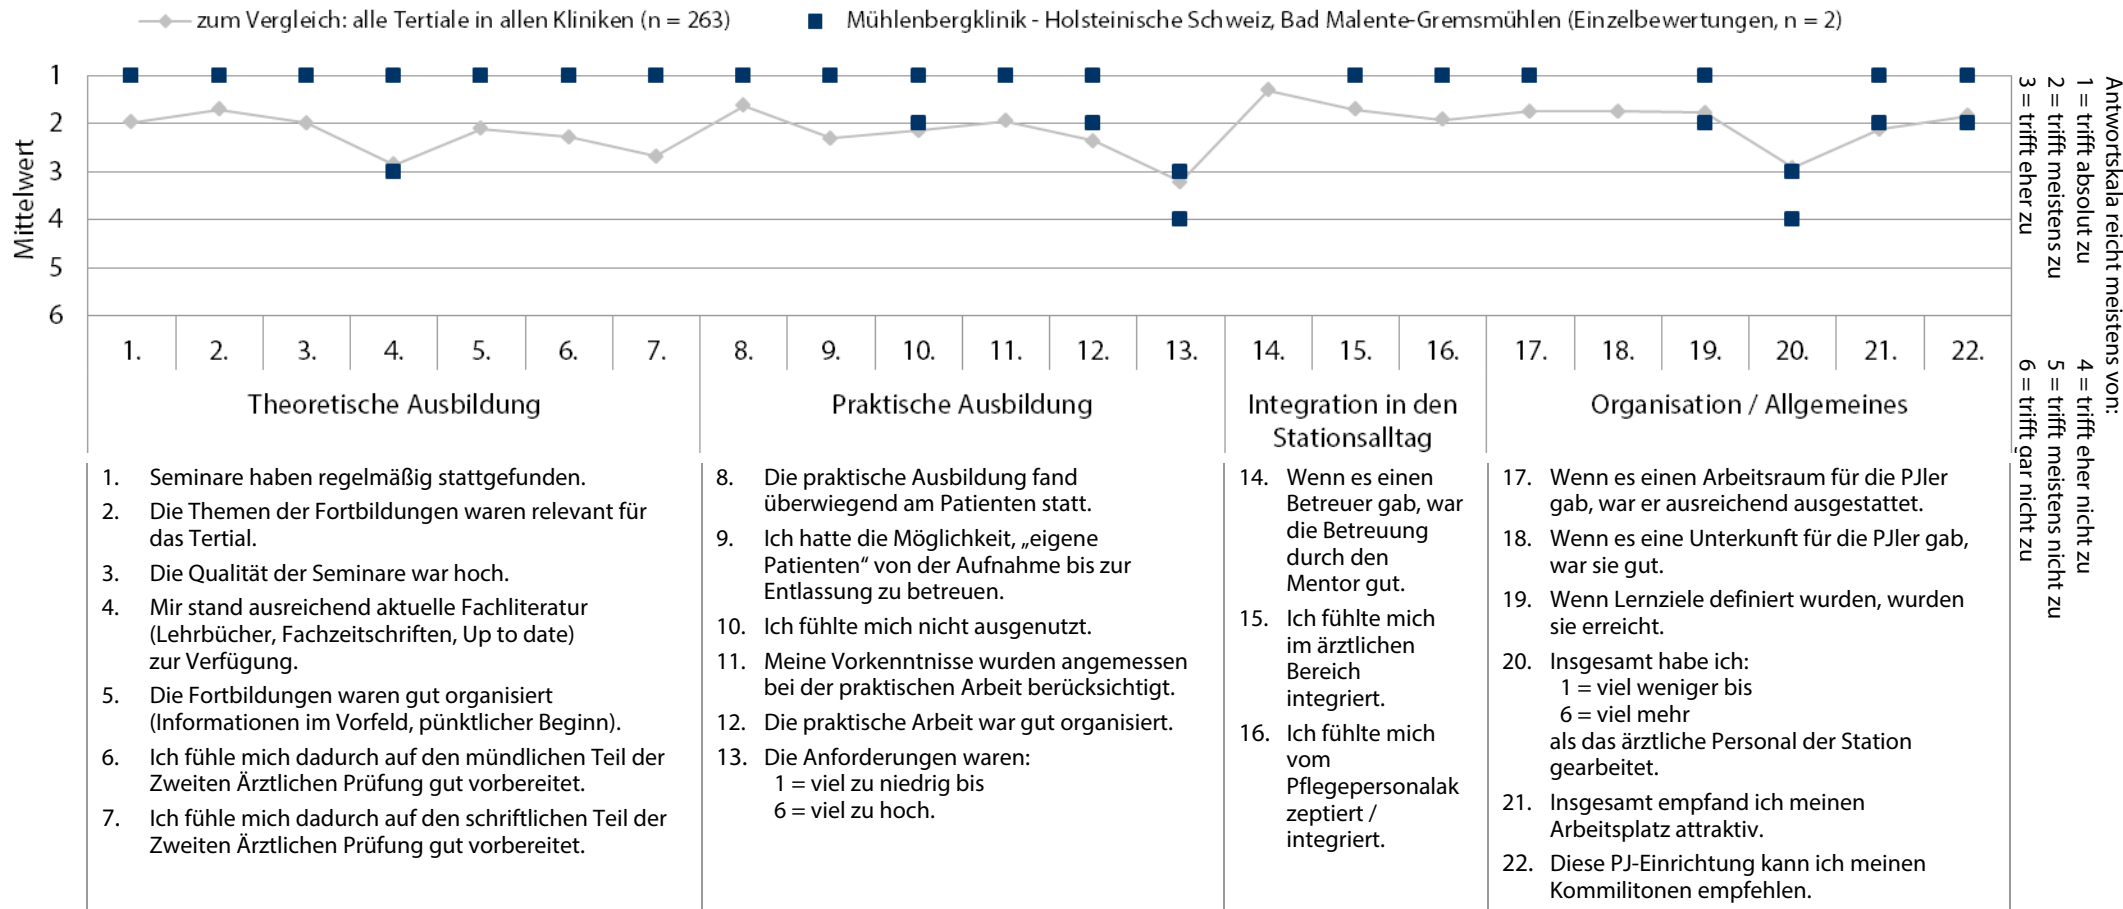 zum Vergleich: alle Tertiale in allen Kliniken (n = 263)
Mühlenbergklinik - Holsteinische Schweiz, Bad Malente-Gremsmühlen (Einzelbewertungen, n = 2)
Mittelwert
1
2
3
4
5
6
1. 2. 3. 4. 5. 6. 7. 8. 9. 10. 11. 12. 13. 14. 15. 16. 17. 18. 19. 20. 21. 22.
Theoretische Ausbildung
Praktische Ausbildung
Integration in den
Stationsalltag
Organisation / Allgemeines
1. Seminare haben regelmäßig stattgefunden.
2. Die Themen der Fortbildungen waren relevant für
das Tertial.
3. Die Qualität der Seminare war hoch.
4. Mir stand ausreichend aktuelle Fachliteratur
(Lehrbücher, Fachzeitschriften, Up to date)
zur Verfügung.
5. Die Fortbildungen waren gut organisiert
(Informationen im Vorfeld, pünktlicher Beginn).
6. Ich fühle mich dadurch auf den mündlichen Teil der
Zweiten Ärztlichen Prüfung gut vorbereitet.
7. Ich fühle mich dadurch auf den schriftlichen Teil der
Zweiten Ärztlichen Prüfung gut vorbereitet.
8. Die praktische Ausbildung fand
überwiegend am Patienten statt.
9. Ich hatte die Möglichkeit, „eigene
Patienten“ von der Aufnahme bis zur
Entlassung zu betreuen.
10. Ich fühlte mich nicht ausgenutzt.
11. Meine Vorkenntnisse wurden angemessen
bei der praktischen Arbeit berücksichtigt.
12. Die praktische Arbeit war gut organisiert.
13. Die Anforderungen waren:
1 = viel zu niedrig bis
6 = viel zu hoch.
14. Wenn es einen
Betreuer gab, war
die Betreuung
durch den
Mentor gut.
15. Ich fühlte mich
im ärztlichen
Bereich
integriert.
16. Ich fühlte mich
vom
Pflegepersonalak
zeptiert /
integriert.
17. Wenn es einen Arbeitsraum für die PJler
gab, war er ausreichend ausgestattet.
18. Wenn es eine Unterkunft für die PJler gab,
war sie gut.
19. Wenn Lernziele definiert wurden, wurden
sie erreicht.
20. Insgesamt habe ich:
1 = viel weniger bis
6 = viel mehr
als das ärztliche Personal der Station
gearbeitet.
21. Insgesamt empfand ich meinen
Arbeitsplatz attraktiv.
22. Diese PJ-Einrichtung kann ich meinen
Kommilitonen empfehlen.
Antwortskala reicht meistens von:
1 = trifft absolut zu
2 = trifft meistens zu
3 = trifft eher zu
4 = trifft eher nicht zu
5 = trifft meistens nicht zu
6 = trifft gar nicht zu